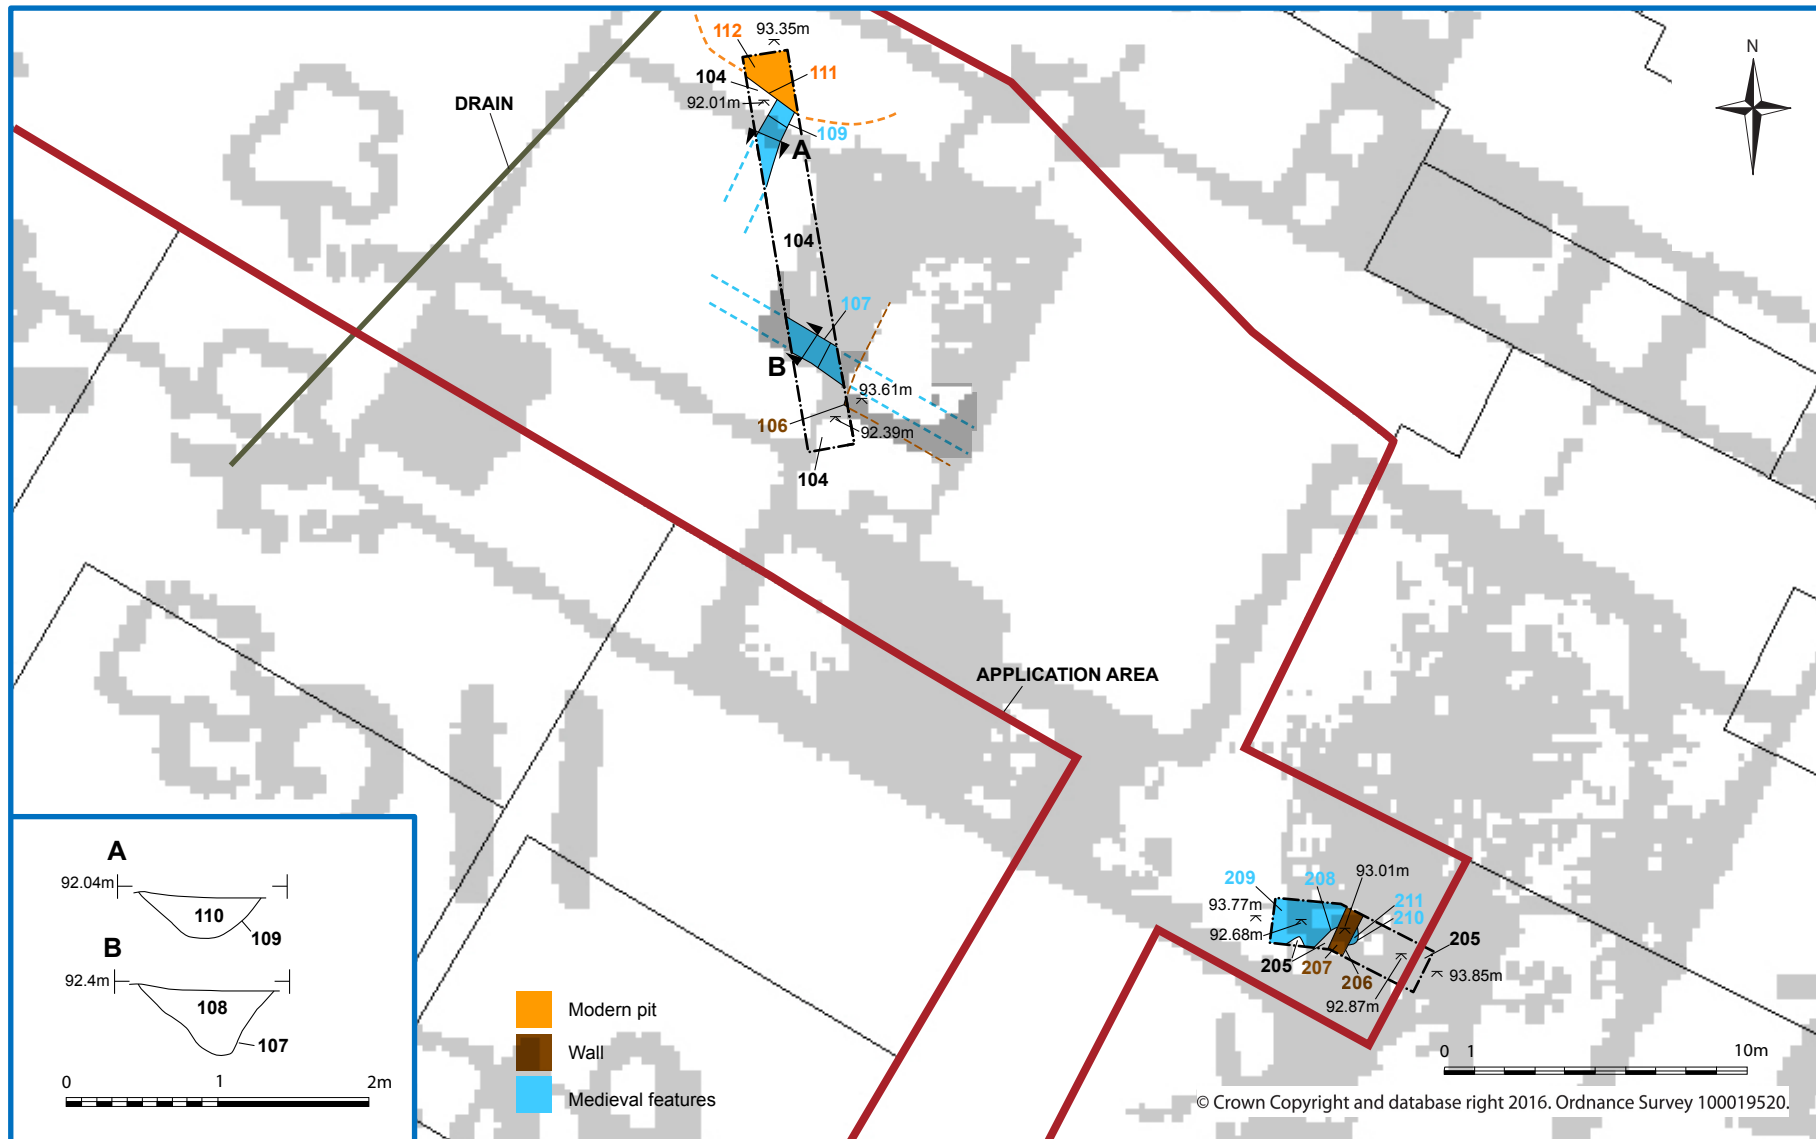 93.35m
112
N
104
111
DRAIN
92.01m
109
A
104
107
B
93.61m
106
92.39m
104
APPLICATION AREA
A
92.04m
110
109
B
92.4m
108
107
0 1 2m
Modern pit
Wall
Medieval features
93.01m
209
208
211
93.77m
210
92.68m
205
205
207
206
93.85m
92.87m
0 1 10m
© Crown Copyright and database right 2016. Ordnance Survey 100019520.